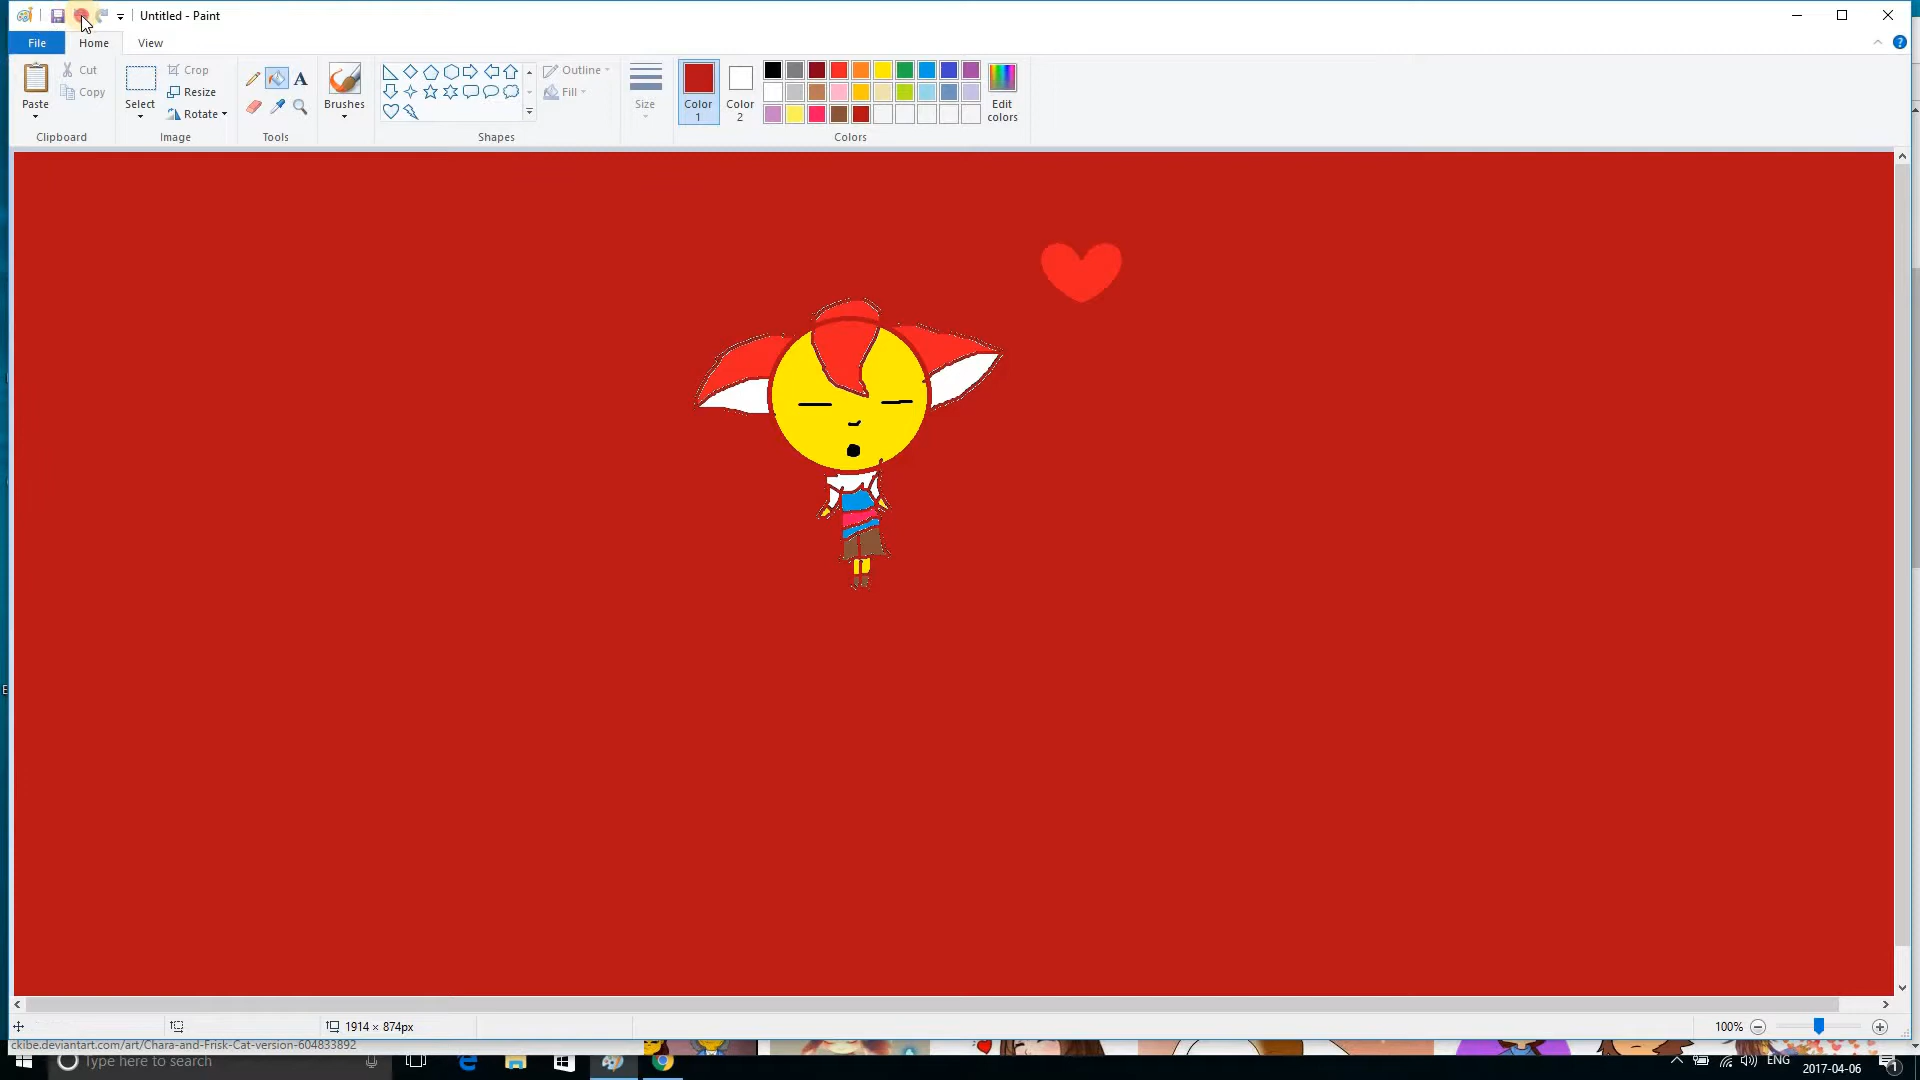 Untitled - Paint
File
Home
View
Paste
Cut
Copy
Clipboard
Select
Crop
Resize
Rotate
Image
A
Tools
Brushes
Shapes
Outline
Fill
Size
Color 1
Color 2
Colors
Edit colors
1914 × 874px
100%
ckibe.deviantart.com/art/Chara-and-Frisk-Cat-version-604833892
Type here to search
ENG
2017-04-06
1
E